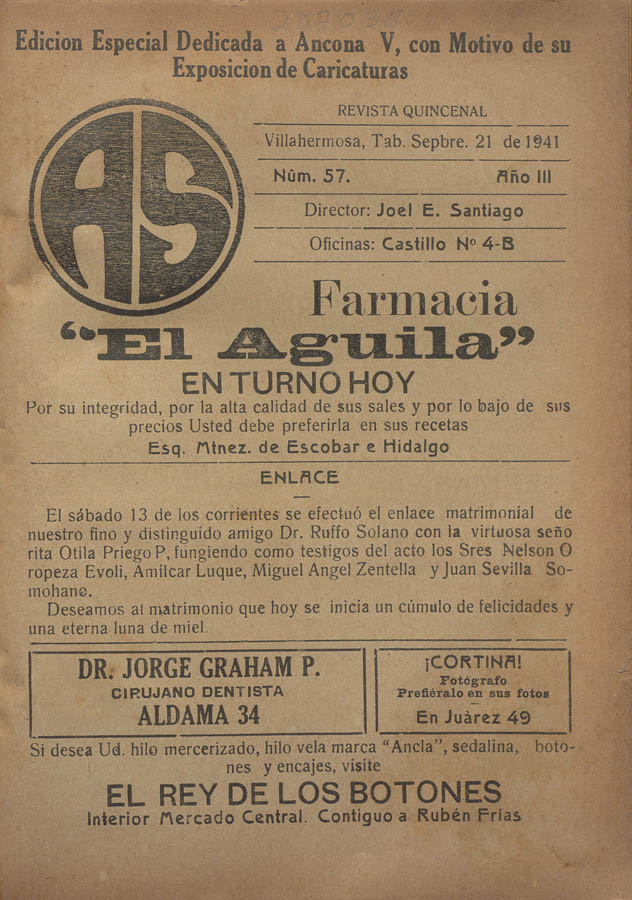 Edicion Especial Dedicada a Ancona V, con Motivo de su
Exposicion de Caricaturas
AS
REVISTA QUINCENAL
Villahermosa, Tab. Sepbre. 21 de 1941
Núm. 57. Año III
Director: Joel E. Santiago
Oficinas: Castillo Nº 4-B
Farmacia
“El Aguila”
EN TURNO HOY
Por su integridad, por la alta calidad de sus sales y por lo bajo de sus
precios Usted debe preferirla en sus recetas
Esq. Mtnez. de Escobar e Hidalgo
ENLACE
El sábado 13 de los corrientes se efectuó el enlace matrimonial de
nuestro fino y distinguido amigo Dr. Ruffo Solano con la virtuosa seño
rita Otila Priego P, fungiendo como testigos del acto los Sres Nelson O
ropeza Evoli, Amílcar Luque, Miguel Angel Zentella y Juan Sevilla So-
mohano.
Deseamos al matrimonio que hoy se inicia un cúmulo de felicidades y
una eterna luna de miel.
DR. JORGE GRAHAM P.
CIRUJANO DENTISTA
ALDAMA 34
¡CORTINA!
Fotógrafo
Prefiéralo en sus fotos
En Juàrez 49
Si desea Ud. hilo mercerizado, hilo vela marca “Ancla”, sedalina, boto-
nes y encajes, visite
EL REY DE LOS BOTONES
Interior Mercado Central. Contiguo a Rubén Frías